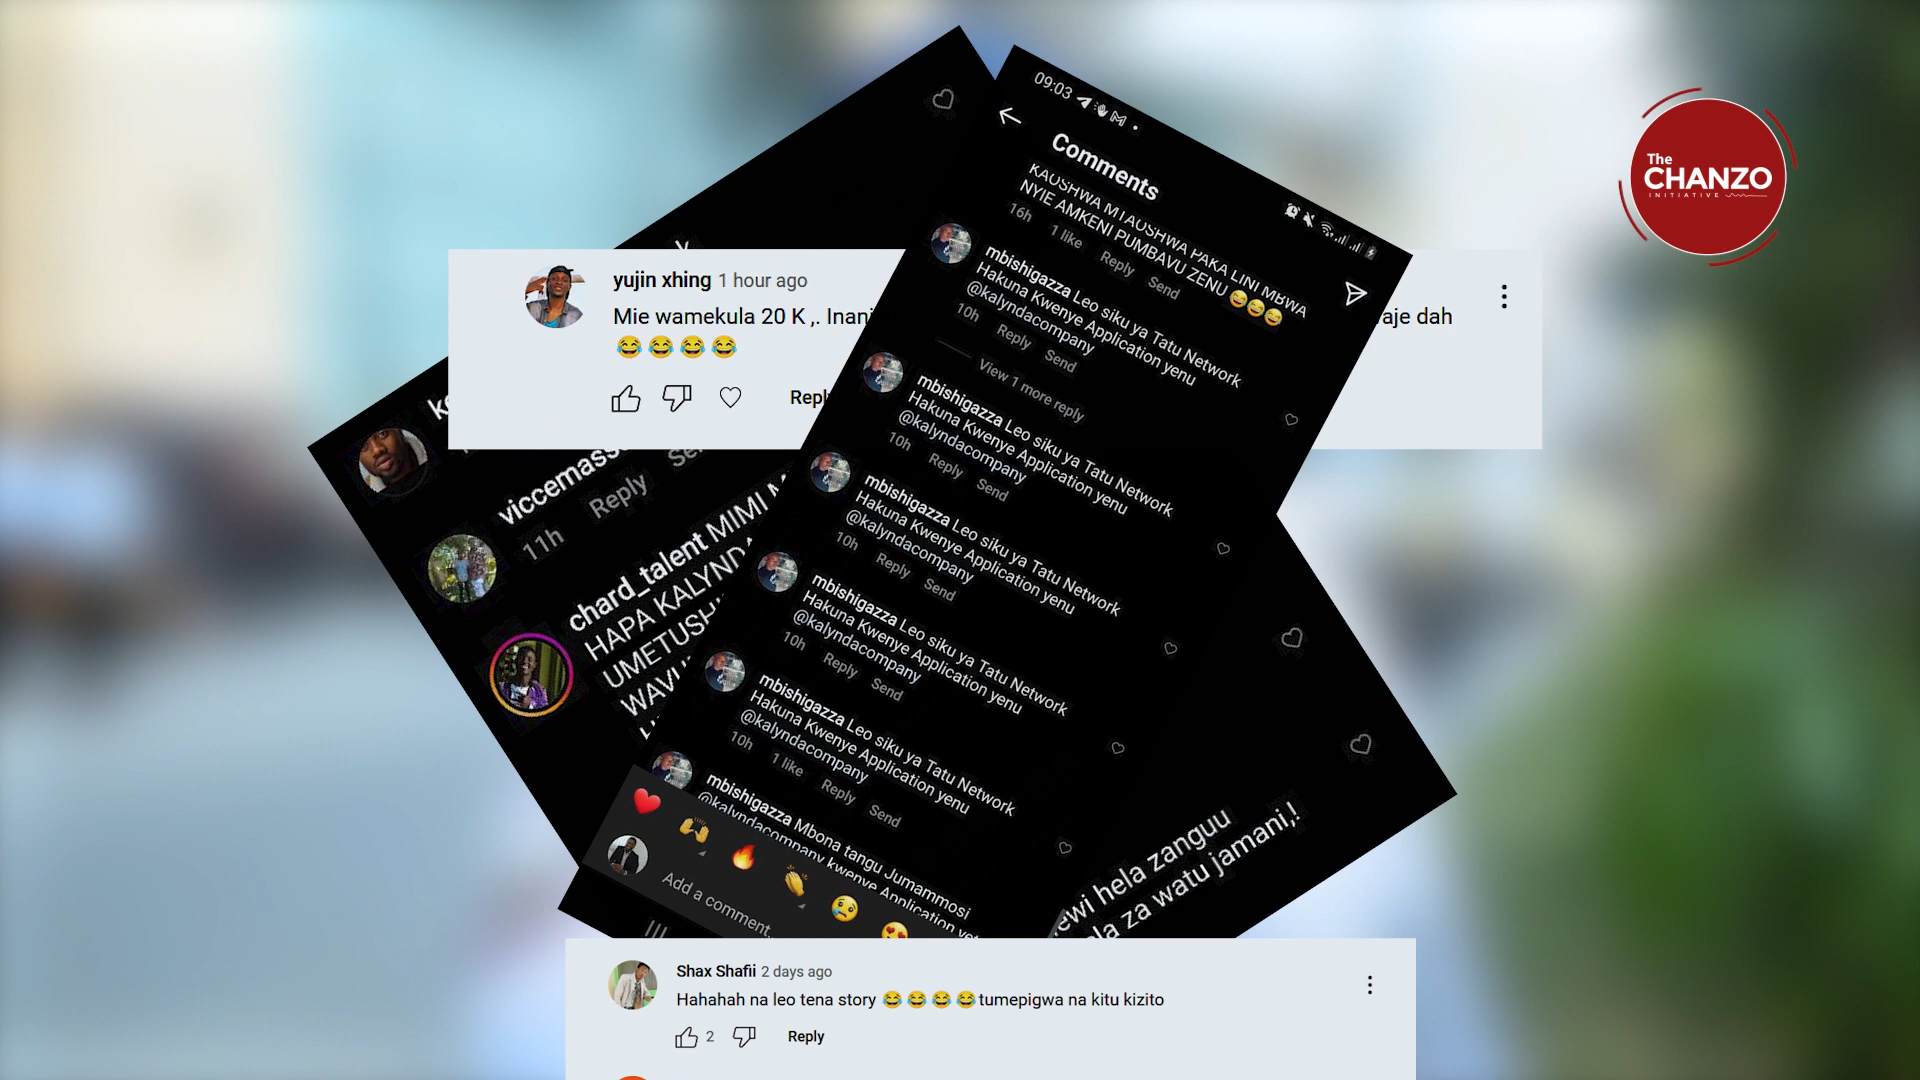 The
CHANZO
INITIATIVE
09:03
Comments
KAUSHWA MTAUSHWA PAKA LINI MBWA
NYIE AMKENI PUMBAVU ZENU 😂😂😂
16h 1 like Reply Send
mbishigazza Leo siku ya Tatu Network
Hakuna Kwenye Application yenu
@kalyndacompany
10h Reply Send
View 1 more reply
mbishigazza Leo siku ya Tatu Network
Hakuna Kwenye Application yenu
@kalyndacompany
10h Reply Send
mbishigazza Leo siku ya Tatu Network
Hakuna Kwenye Application yenu
@kalyndacompany
10h Reply Send
mbishigazza Leo siku ya Tatu Network
Hakuna Kwenye Application yenu
@kalyndacompany
10h Reply Send
mbishigazza Leo siku ya Tatu Network
Hakuna Kwenye Application yenu
@kalyndacompany
10h 1 like Reply Send
mbishigazza Mbona tangu Jumammosi
@kalyndacompany kwenye Application
Add a comment...
yujin xhing 1 hour ago
Mie wamekula 20 K ,.
dah
😂😂😂😂
viccemass
11h Reply
chard_talent MIMI
HAPA
hela zanguu
za watu jamani,!
Shax Shafii 2 days ago
Hahahah na leo tena story 😂😂😂😂tumepigwa na kitu kizito
2 Reply